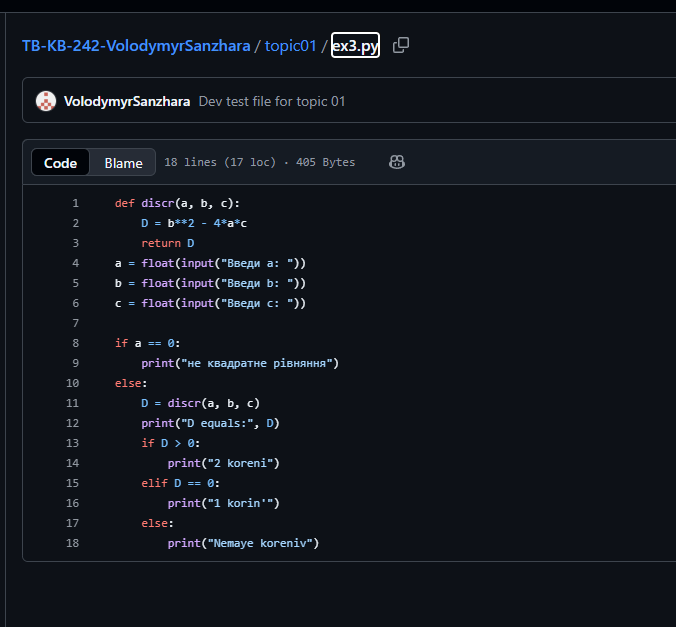 TB-KB-242-VolodymyrSanzhara / topic01 / ex3.py
VolodymyrSanzhara Dev test file for topic 01
Code Blame 18 lines (17 loc) · 405 Bytes
1 def discr(a, b, c):
2     D = b**2 - 4*a*c
3     return D
4 a = float(input("Введи a: "))
5 b = float(input("Введи b: "))
6 c = float(input("Введи c: "))
7
8 if a == 0:
9     print("не квадратне рівняння")
10 else:
11     D = discr(a, b, c)
12     print("D equals:", D)
13     if D > 0:
14         print("2 koreni")
15     elif D == 0:
16         print("1 korin'")
17     else:
18         print("Nemaye koreniv")